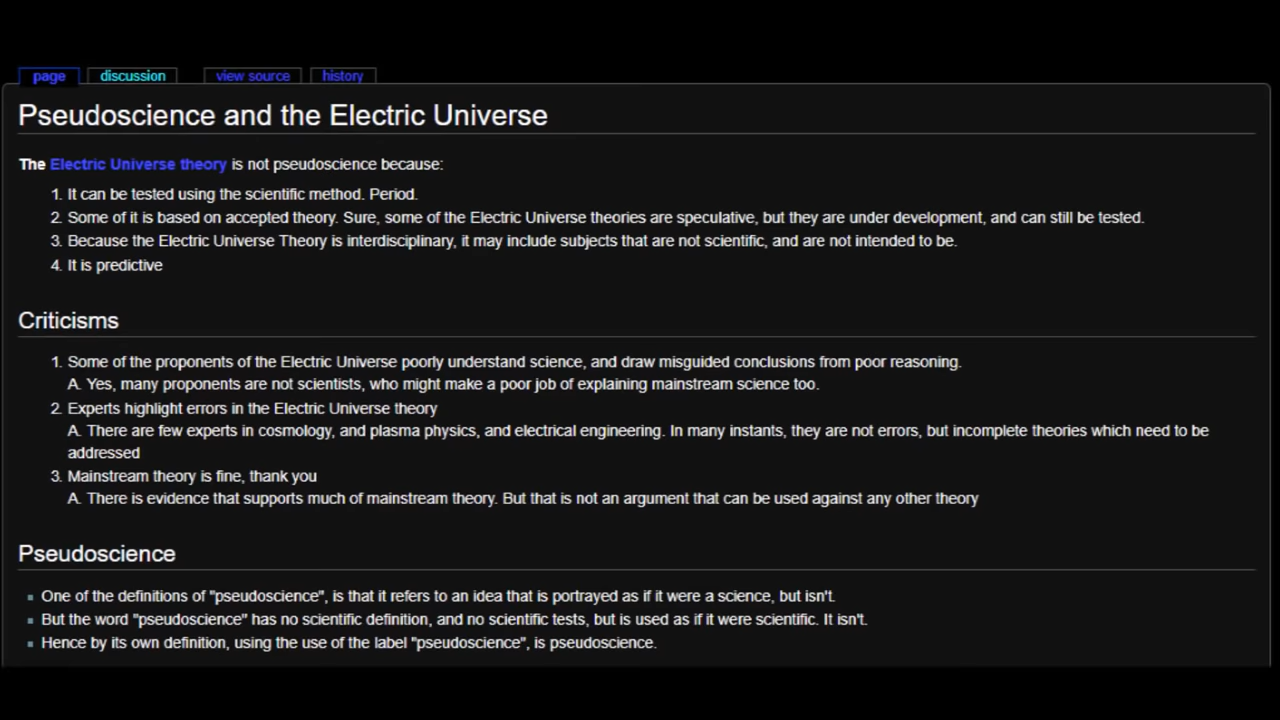 page discussion view source history
Pseudoscience and the Electric Universe
The Electric Universe theory is not pseudoscience because:
1. It can be tested using the scientific method. Period.
2. Some of it is based on accepted theory. Sure, some of the Electric Universe theories are speculative, but they are under development, and can still be tested.
3. Because the Electric Universe Theory is interdisciplinary, it may include subjects that are not scientific, and are not intended to be.
4. It is predictive
Criticisms
1. Some of the proponents of the Electric Universe poorly understand science, and draw misguided conclusions from poor reasoning.
A. Yes, many proponents are not scientists, who might make a poor job of explaining mainstream science too.
2. Experts highlight errors in the Electric Universe theory
A. There are few experts in cosmology, and plasma physics, and electrical engineering. In many instants, they are not errors, but incomplete theories which need to be
addressed
3. Mainstream theory is fine, thank you
A. There is evidence that supports much of mainstream theory. But that is not an argument that can be used against any other theory
Pseudoscience
▪ One of the definitions of "pseudoscience", is that it refers to an idea that is portrayed as if it were a science, but isn't.
▪ But the word "pseudoscience" has no scientific definition, and no scientific tests, but is used as if it were scientific. It isn't.
▪ Hence by its own definition, using the use of the label "pseudoscience", is pseudoscience.